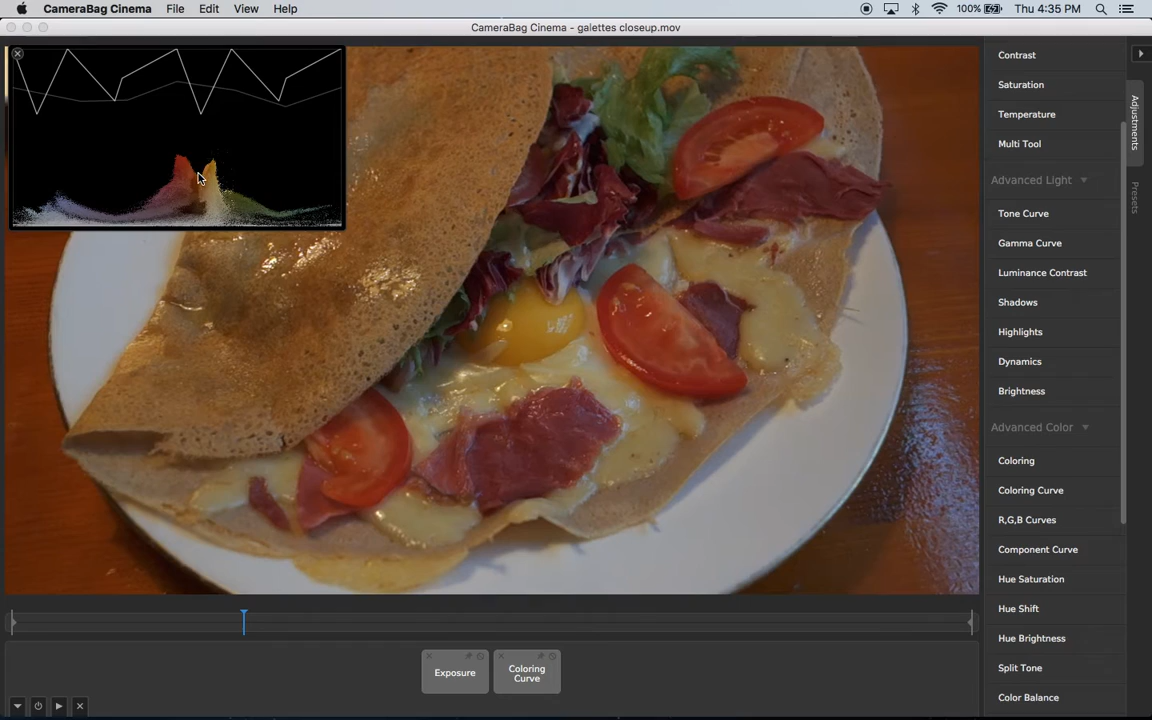 CameraBag Cinema File Edit View Help 100% Thu 4:35 PM
CameraBag Cinema - galettes closeup.mov
Contrast
Saturation
Temperature
Multi Tool
Advanced Light
Tone Curve
Gamma Curve
Luminance Contrast
Shadows
Highlights
Dynamics
Brightness
Advanced Color
Coloring
Coloring Curve
R,G,B Curves
Component Curve
Hue Saturation
Hue Shift
Hue Brightness
Split Tone
Color Balance
Adjustments
Presets
Exposure
Coloring
Curve